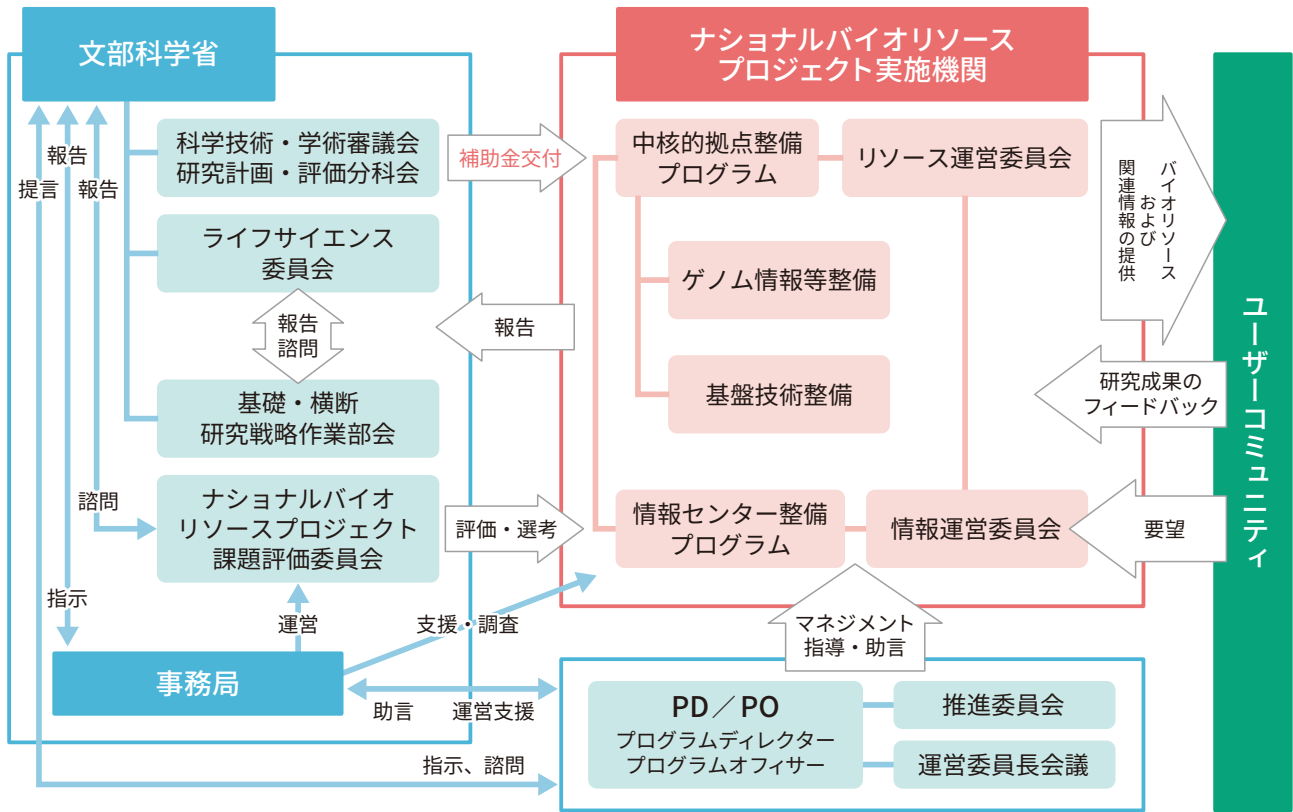 文部科学省
科学技術・学術審議会
研究計画・評価分科会
ライフサイエンス
委員会
報告
諮問
基礎・横断
研究戦略作業部会
ナショナルバイオ
リソースプロジェクト
課題評価委員会
報告
提言
報告
諮問
指示
運営
事務局
補助金交付
報告
評価・選考
支援・調査
助言
運営支援
指示、諮問
ナショナルバイオリソース
プロジェクト実施機関
中核的拠点整備
プログラム
リソース運営委員会
ゲノム情報等整備
基盤技術整備
情報センター整備
プログラム
情報運営委員会
マネジメント
指導・助言
PD／PO
プログラムディレクター
プログラムオフィサー
推進委員会
運営委員長会議
バイオリソース
および
関連情報の提供
研究成果の
フィードバック
要望
ユーザーコミュニティ